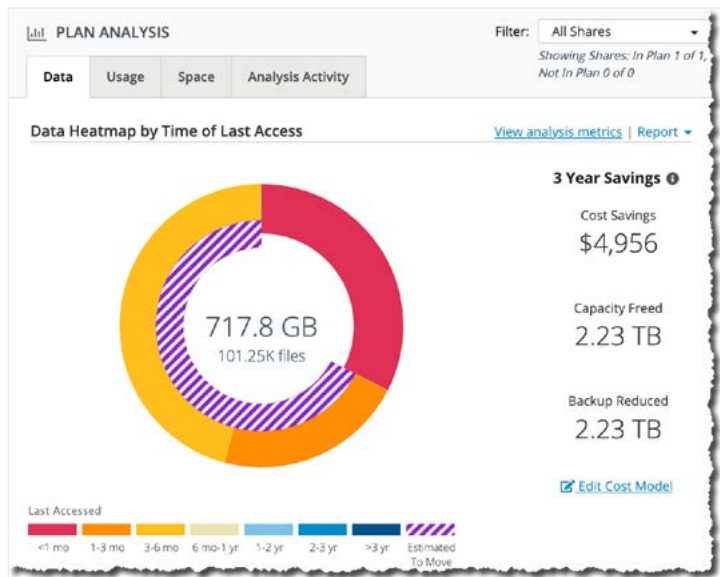 PLAN ANALYSIS
Filter: All Shares
Showing Shares: In Plan 1 of 1,
Not In Plan 0 of 0
Data Usage Space Analysis Activity
Data Heatmap by Time of Last Access
View analysis metrics | Report
3 Year Savings
Cost Savings
$4,956
Capacity Freed
2.23 TB
717.8 GB
101.25K files
Backup Reduced
2.23 TB
Edit Cost Model
Last Accessed
<1 mo 1-3 mo 3-6 mo 6 mo-1 yr 1-2 yr 2-3 yr >3 yr Estimated
To Move